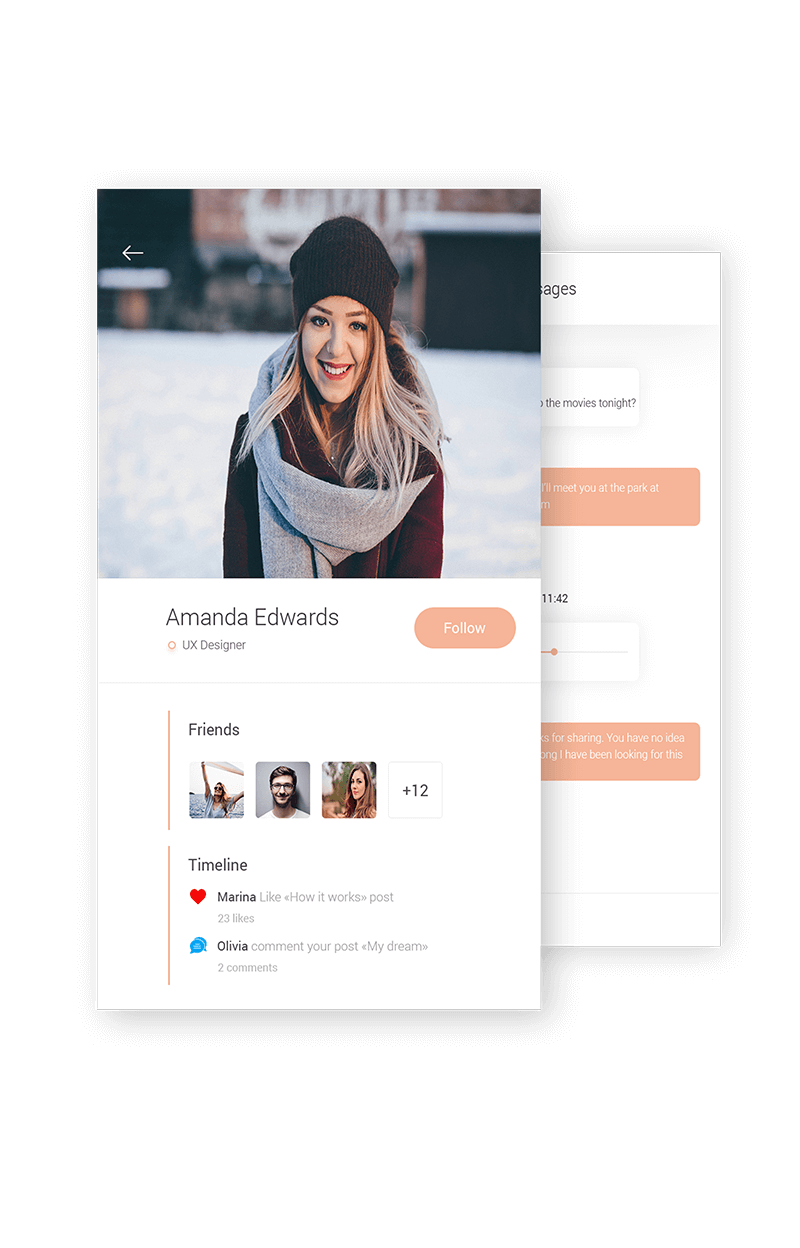 Amanda Edwards
UX Designer
Follow
Friends
+12
Timeline
Marina Like «How it works» post
23 likes
Olivia comment your post «My dream»
2 comments
sages
the movies tonight?
I'll meet you at the park at
11:42
for sharing. You have no idea
I have been looking for this